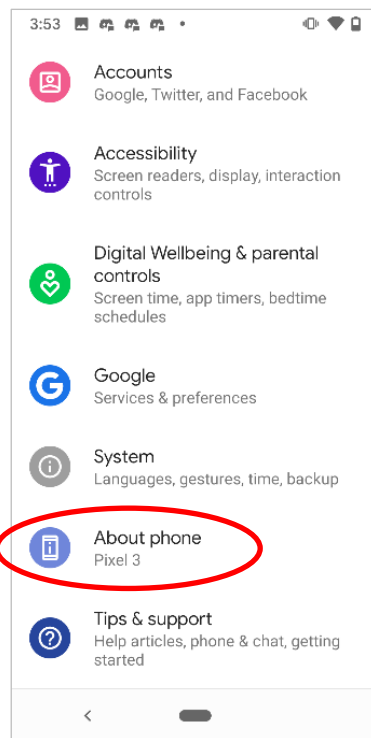 3:53
Accounts
Google, Twitter, and Facebook
Accessibility
Screen readers, display, interaction
controls
Digital Wellbeing & parental
controls
Screen time, app timers, bedtime
schedules
Google
Services & preferences
System
Languages, gestures, time, backup
About phone
Pixel 3
Tips & support
Help articles, phone & chat, getting
started